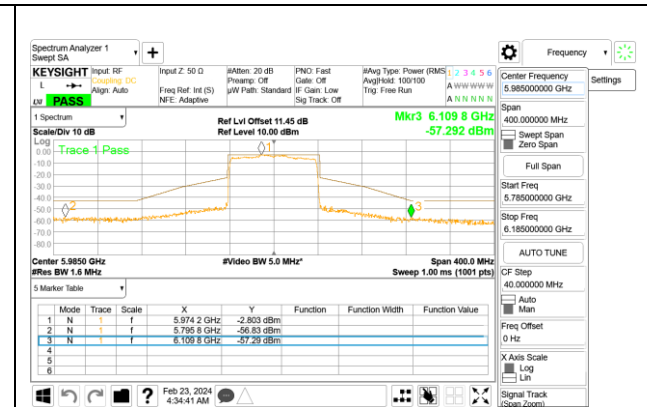 Spectrum Analyzer 1
Swept SA
+
Frequency
KEYSIGHT Input: RF Input Z: 50 Ω #Atten: 20 dB PNO: Fast #Avg Type: Power (RMS 1 2 3 4 5 6
L Coupling: DC Preamp: Off Gate: Off Avg|Hold: 100/100 A W W W W W
Align: Auto Freq Ref: Int (S) µW Path: Standard IF Gain: Low Trig: Free Run
PASS NFE: Adaptive Sig Track: Off A N N N N N
1 Spectrum
Ref Lvl Offset 11.45 dB Mkr3 6.109 8 GHz
Scale/Div 10 dB Ref Level 10.00 dBm -57.292 dBm
Log
Trace 1 Pass
0.00
-10.0
-20.0
-30.0
-40.0
-50.0
-60.0
-70.0
-80.0
1
2
3
Center 5.9850 GHz #Video BW 5.0 MHz* Span 400.0 MHz
#Res BW 1.6 MHz Sweep 1.00 ms (1001 pts)
5 Marker Table
Mode Trace Scale X Y Function Function Width Function Value
1 N 1 f 5.974 2 GHz -2.803 dBm
2 N 1 f 5.795 8 GHz -56.83 dBm
3 N 1 f 6.109 8 GHz -57.29 dBm
4
5
6
? Feb 23, 2024
4:34:41 AM
Center Frequency
5.985000000 GHz
Settings
Span
400.000000 MHz
Swept Span
Zero Span
Full Span
Start Freq
5.785000000 GHz
Stop Freq
6.185000000 GHz
AUTO TUNE
CF Step
40.000000 MHz
Auto
Man
Freq Offset
0 Hz
X Axis Scale
Log
Lin
Signal Track
(Span Zoom)